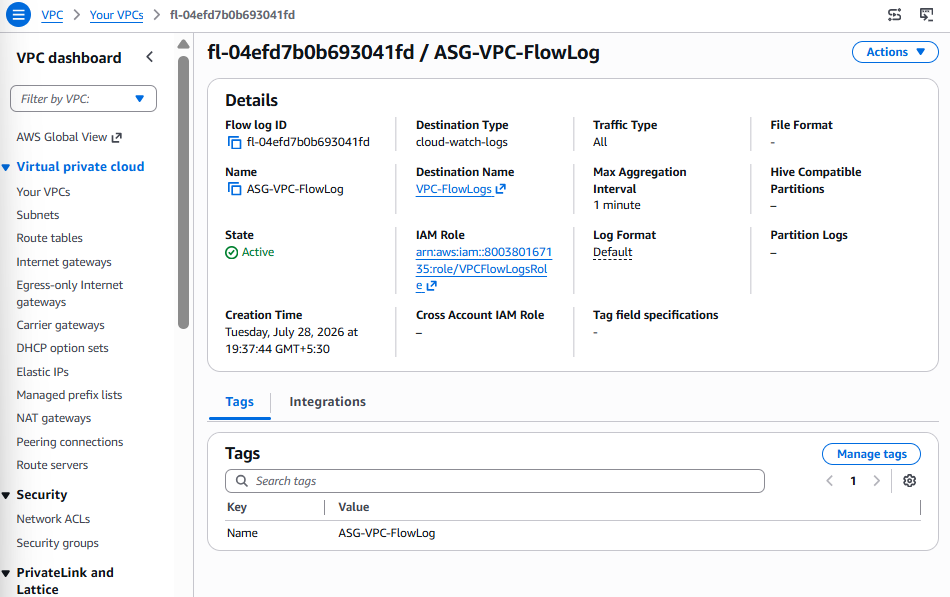 VPC > Your VPCs > fl-04efd7b0b693041fd
VPC dashboard
Filter by VPC:
AWS Global View
Virtual private cloud
Your VPCs
Subnets
Route tables
Internet gateways
Egress-only Internet
gateways
Carrier gateways
DHCP option sets
Elastic IPs
Managed prefix lists
NAT gateways
Peering connections
Route servers
Security
Network ACLs
Security groups
PrivateLink and
Lattice
fl-04efd7b0b693041fd / ASG-VPC-FlowLog
Actions
Details
Flow log ID
fl-04efd7b0b693041fd
Destination Type
cloud-watch-logs
Traffic Type
All
File Format
-
Name
ASG-VPC-FlowLog
Destination Name
VPC-FlowLogs
Max Aggregation
Interval
1 minute
Hive Compatible
Partitions
–
State
Active
IAM Role
arn:aws:iam::8003801671
35:role/VPCFlowLogsRol
e
Log Format
Default
Partition Logs
–
Creation Time
Tuesday, July 28, 2026 at
19:37:44 GMT+5:30
Cross Account IAM Role
–
Tag field specifications
-
Tags
Integrations
Tags
Manage tags
Search tags
1
Key
Value
Name
ASG-VPC-FlowLog